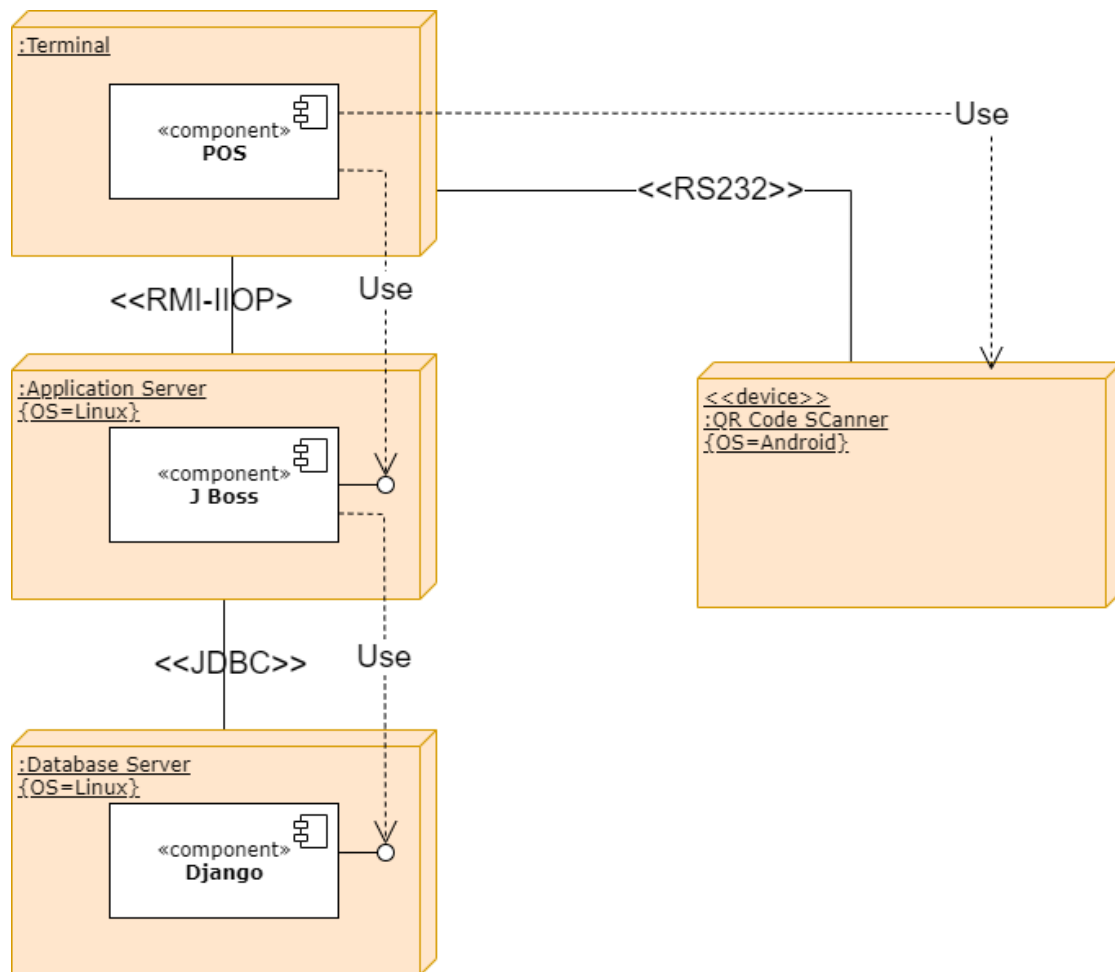 :Terminal
«component»
POS
Use
<<RS232>>
<<RMI-IIOP>
Use
:Application Server
{OS=Linux}
«component»
J Boss
<<device>>
:QR Code SCanner
{OS=Android}
<<JDBC>>
Use
:Database Server
{OS=Linux}
«component»
Django